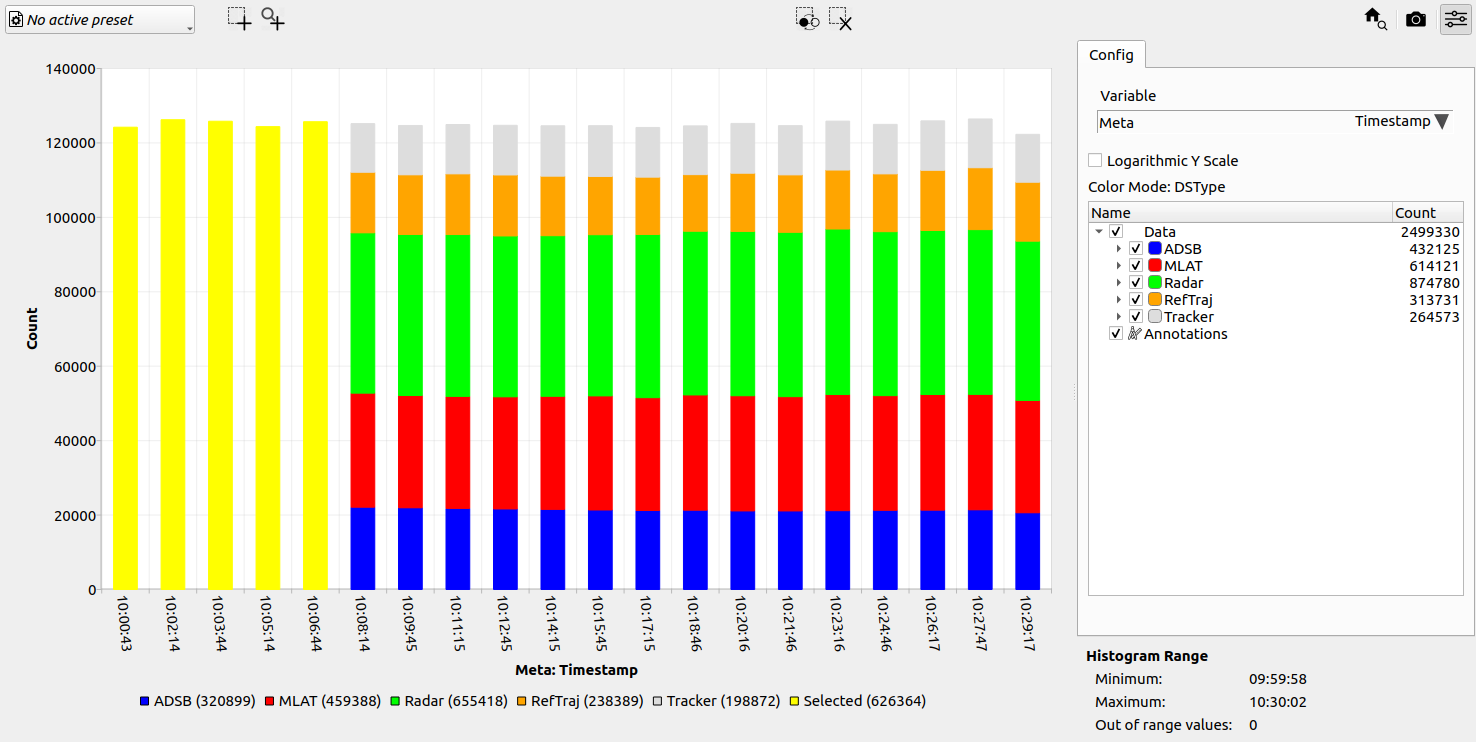 No active preset
Config
Variable
Meta Timestamp
Logarithmic Y Scale
Color Mode: DSType
Name Count
Data 2499330
ADSB 432125
MLAT 614121
Radar 874780
RefTraj 313731
Tracker 264573
Annotations
Histogram Range
Minimum: 09:59:58
Maximum: 10:30:02
Out of range values: 0
Count
140000
120000
100000
80000
60000
40000
20000
0
10:00:43
10:02:14
10:03:44
10:05:14
10:06:44
10:08:14
10:09:45
10:11:15
10:12:45
10:14:15
10:15:45
10:17:15
10:18:46
10:20:16
10:21:46
10:23:16
10:24:46
10:26:17
10:27:47
10:29:17
Meta: Timestamp
ADSB (320899) MLAT (459388) Radar (655418) RefTraj (238389) Tracker (198872) Selected (626364)